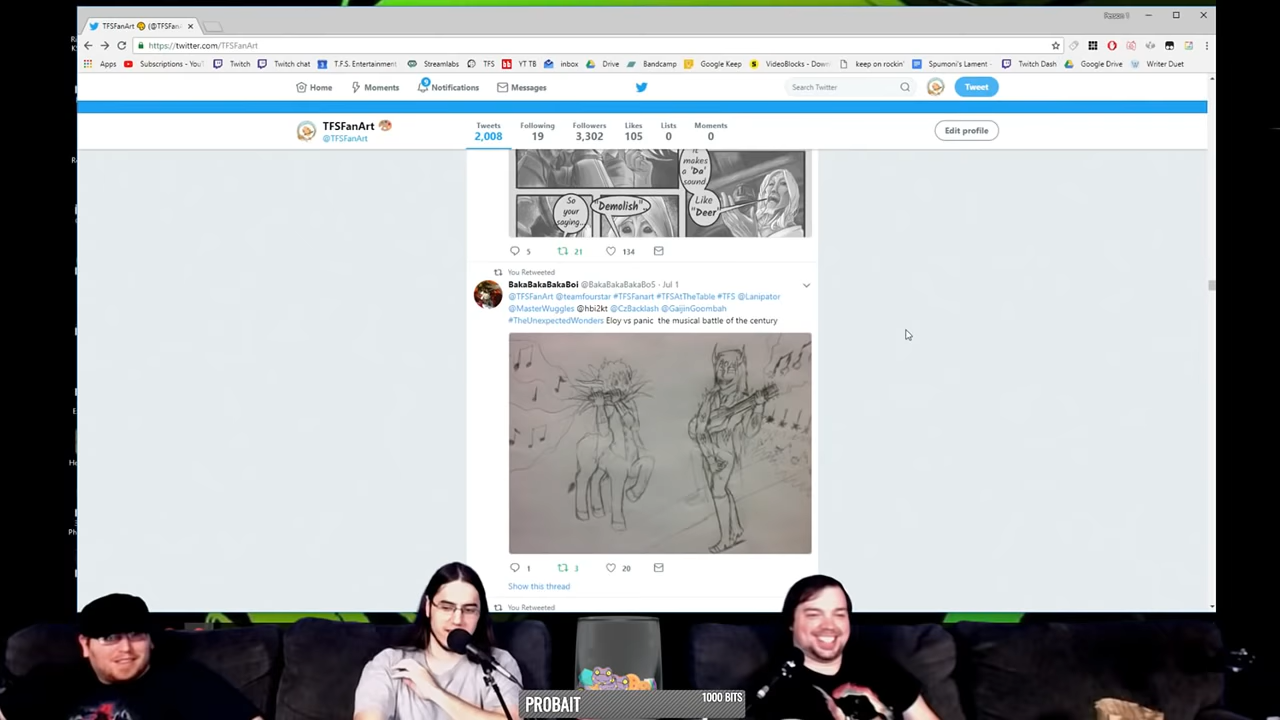 TFSFanArt 🎨 (@TFSFan
Person 1
https://twitter.com/TFSFanArt
Apps Subscriptions - You Twitch Twitch chat T.F.S. Entertainment Streamlabs TFS YT TB inbox Drive Bandcamp Google Keep VideoBlocks - Down keep on rockin' Spumoni's Lament - Twitch Dash Google Drive Writer Duet
Home Moments Notifications Messages Search Twitter Tweet
TFSFanArt 🎨
@TFSFanArt
Tweets Following Followers Likes Lists Moments
2,008 19 3,302 105 0 0
Edit profile
It makes a 'Da' sound
Like "Deer"
So your saying...
"Demolish"..
5 21 134
You Retweeted
BakaBakaBakaBoi @BakaBakaBakaBo5 · Jul 1
@TFSFanArt @teamfourstar #TFSFanart #TFSAtTheTable #TFS @Lanipator
@MasterWuggles @hbi2kt @CzBacklash @GaijinGoombah
#TheUnexpectedWonders Eloy vs panic the musical battle of the century
1 3 20
Show this thread
You Retweeted
PROBAIT 1000 BITS